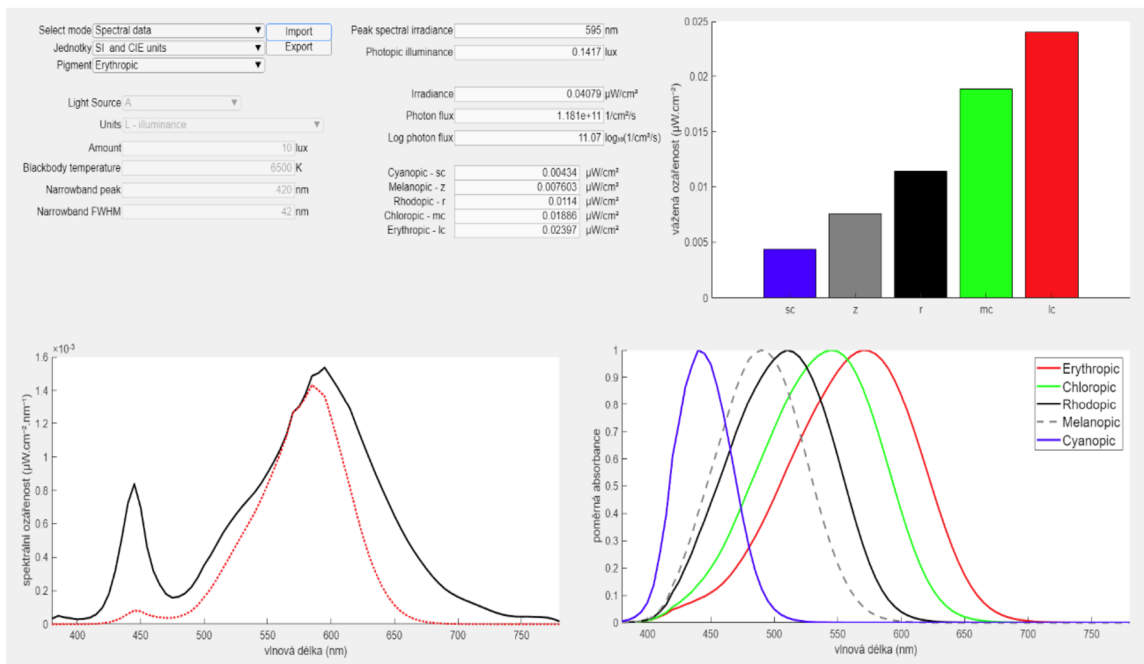 Select mode Spectral data Import
Jednotky SI and CIE units Export
Pigment Erythropic
Light Source A
Units L - illuminance
Amount 10 lux
Blackbody temperature 6500 K
Narrowband peak 420 nm
Narrowband FWHM 42 nm
Peak spectral irradiance 595 nm
Photopic illuminance 0.1417 lux
Irradiance 0.04079 µW/cm²
Photon flux 1.181e+11 1/cm²/s
Log photon flux 11.07 log₁₀(1/cm²/s)
Cyanopic - sc 0.00434 µW/cm²
Melanopic - z 0.007603 µW/cm²
Rhodopic - r 0.0114 µW/cm²
Chloropic - mc 0.01886 µW/cm²
Erythropic - lc 0.02397 µW/cm²
vážená ozářenost (µW.cm⁻²)
0.025
0.02
0.015
0.01
0.005
0
sc z r mc lc
×10⁻³
spektrálni ozářenost (µW.cm⁻².nm⁻¹)
1.6
1.4
1.2
1
0.8
0.6
0.4
0.2
0
400 450 500 550 600 650 700 750
vlnová délka (nm)
poměrná absorbance
1
0.9
0.8
0.7
0.6
0.5
0.4
0.3
0.2
0.1
0
Erythropic
Chloropic
Rhodopic
Melanopic
Cyanopic
400 450 500 550 600 650 700 750
vlnová délka (nm)